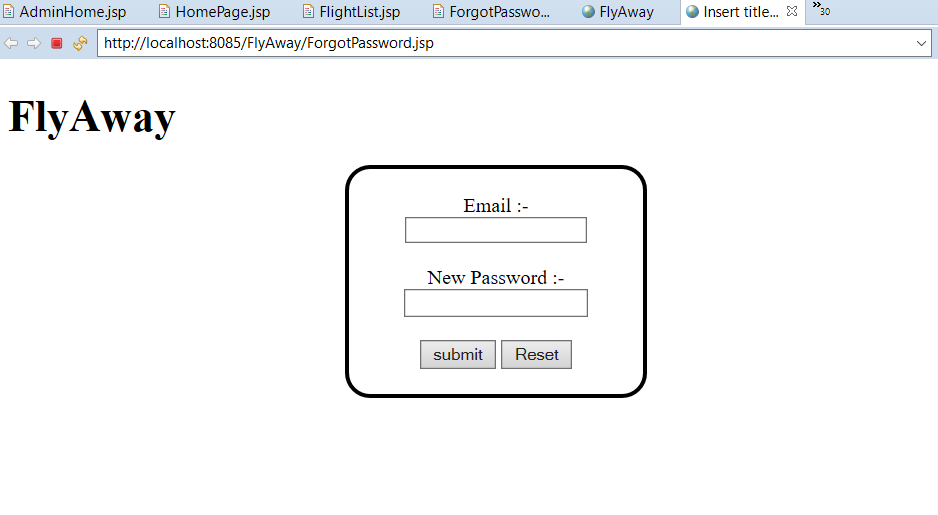 AdminHome.jsp HomePage.jsp FlightList.jsp ForgotPasswo... FlyAway Insert title... »30
http://localhost:8085/FlyAway/ForgotPassword.jsp
FlyAway
Email :-
New Password :-
submit Reset